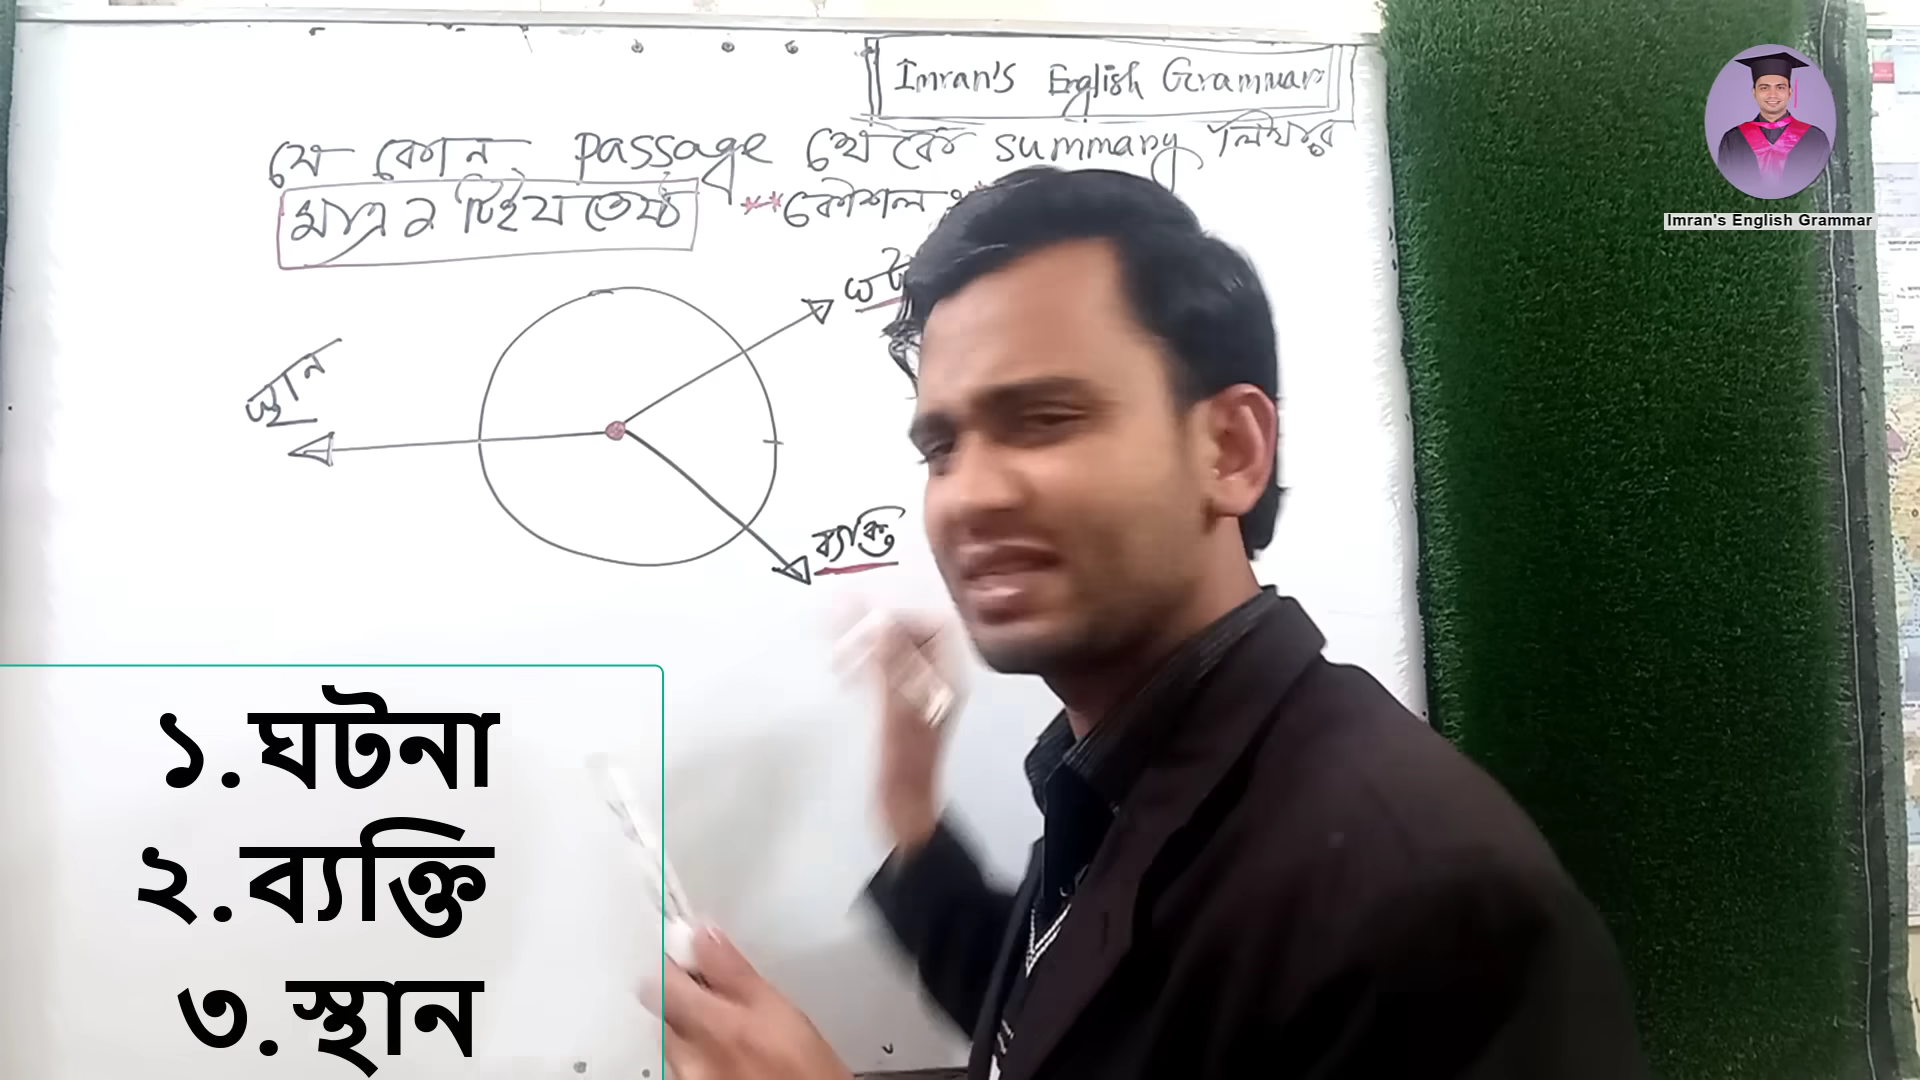 Imran's English Grammar
যে কোন passage থেকে summary লিখার
মাত্র ২ টি ** কৌশল
স্থান
ব্যক্তি
Imran's English Grammar
১. ঘটনা
২. ব্যক্তি
৩. স্থান